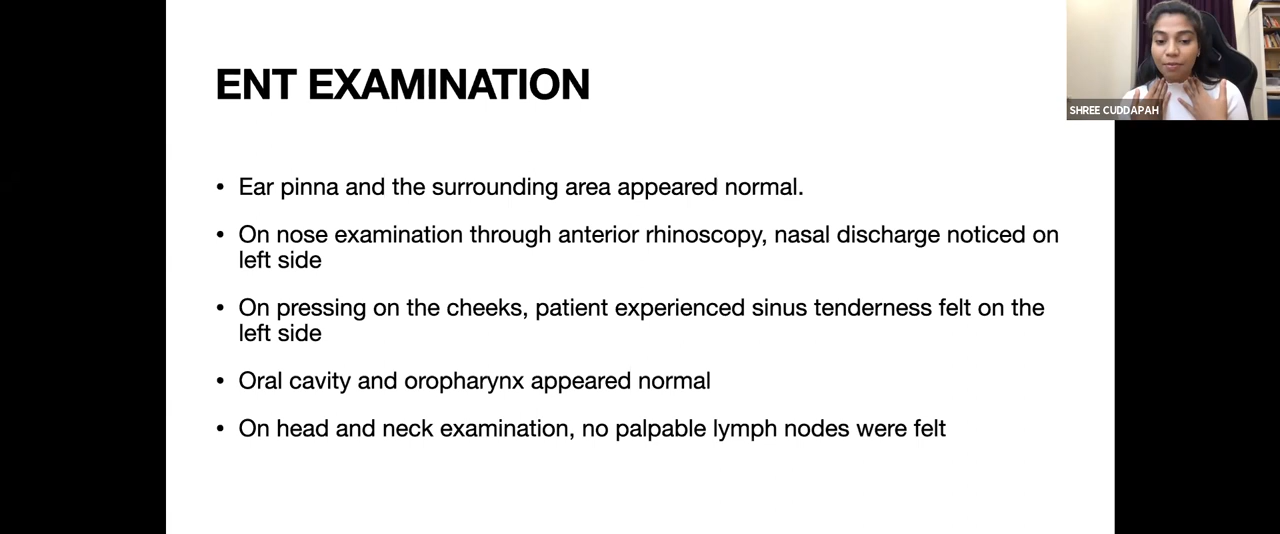 ENT EXAMINATION
SHREE CUDDAPAH
• Ear pinna and the surrounding area appeared normal.
• On nose examination through anterior rhinoscopy, nasal discharge noticed on
left side
• On pressing on the cheeks, patient experienced sinus tenderness felt on the
left side
• Oral cavity and oropharynx appeared normal
• On head and neck examination, no palpable lymph nodes were felt